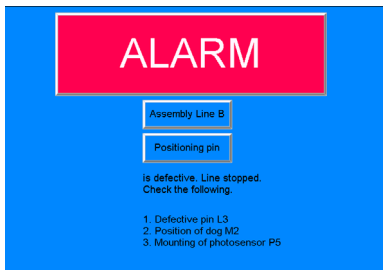 ALARM
Assembly Line B
Positioning pin
is defective. Line stopped.
Check the following.
1. Defective pin L3
2. Position of dog M2
3. Mounting of photosensor P5